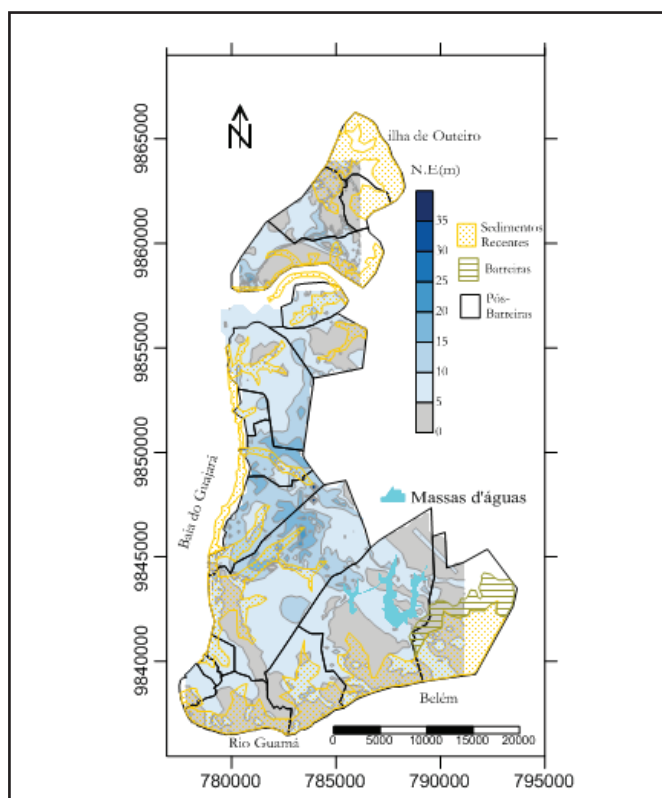 N
ilha de Outeiro
N.E(m)
35
30
25
20
15
10
5
0
Sedimentos
Recentes
Barreiras
Pós-
Barreiras
Massas d'águas
Baia do Guajará
Belém
Rio Guamá
0
5000
10000
15000
20000
9865000
9860000
9855000
9850000
9845000
9840000
780000
785000
790000
795000